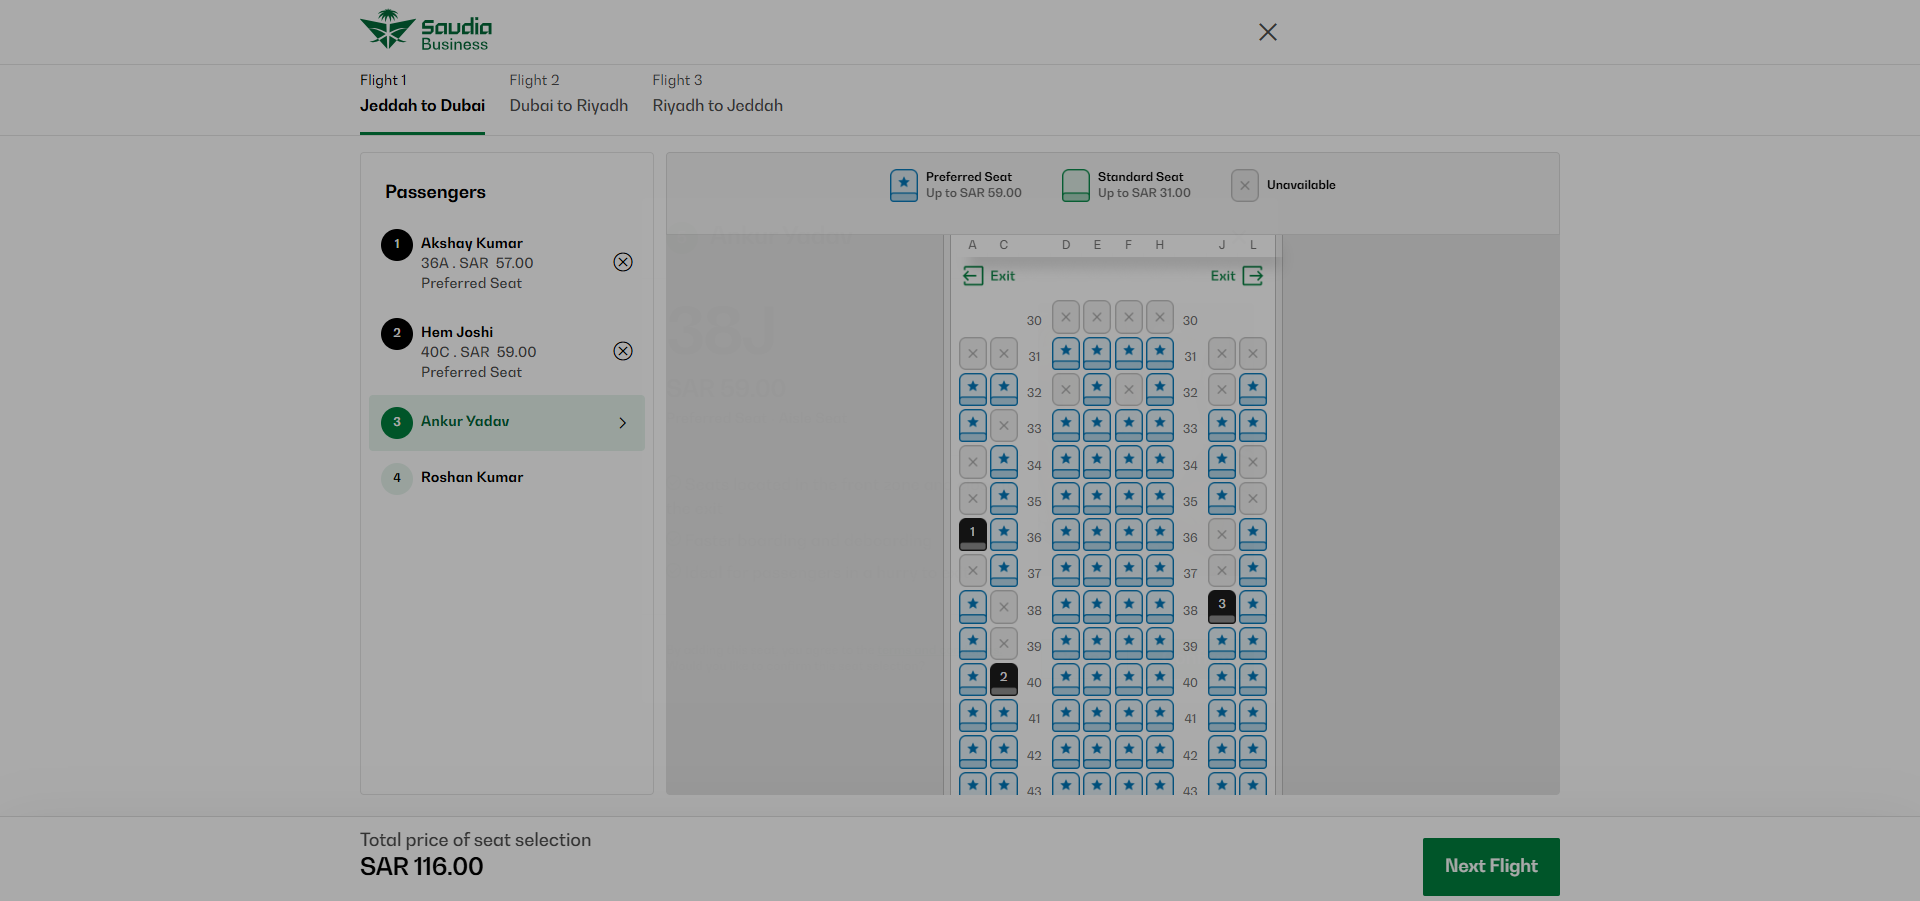 Saudia
Business
Flight 1
Jeddah to Dubai
Flight 2
Dubai to Riyadh
Flight 3
Riyadh to Jeddah
Passengers
1 Akshay Kumar
36A . SAR 57.00
Preferred Seat
2 Hem Joshi
40C . SAR 59.00
Preferred Seat
3 Ankur Yadav
4 Roshan Kumar
Preferred Seat
Up to SAR 59.00
Standard Seat
Up to SAR 31.00
Unavailable
38J
SAR 59.00
A C D E F H J L
Exit Exit
30 30
31 31
32 32
33 33
34 34
35 35
1 36 36
37 37
38 38 3
39 39
2 40 40
41 41
42 42
43 43
Total price of seat selection
SAR 116.00
Next Flight